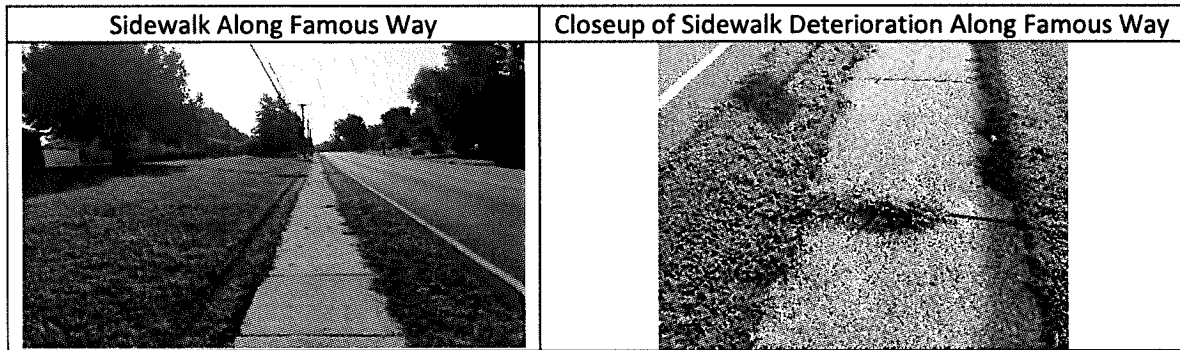 Sidewalk Along Famous Way
Closeup of Sidewalk Deterioration Along Famous Way